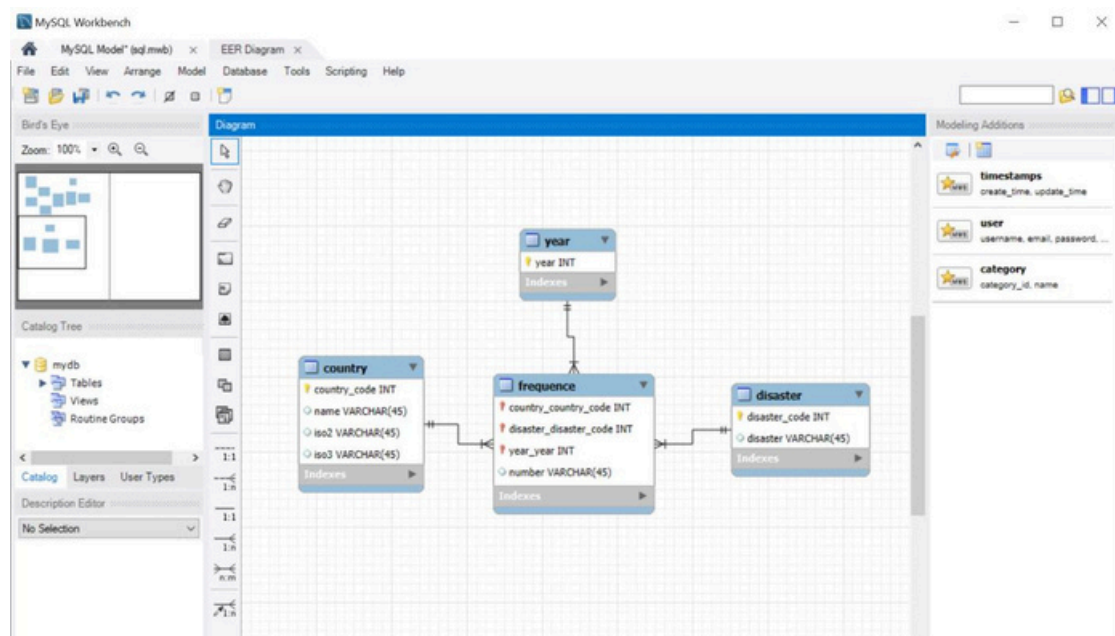 MySQL Workbench
MySQL Model* (sql.mwb) ×
EER Diagram ×
File Edit View Arrange Model Database Tools Scripting Help
Bird's Eye
Zoom: 100%
Diagram
Modeling Additions
timestamps
create_time, update_time
user
username, email, password, ...
category
category_id, name
year
year INT
Indexes
country
country_code INT
name VARCHAR(45)
iso2 VARCHAR(45)
iso3 VARCHAR(45)
Indexes
frequence
country_country_code INT
disaster_disaster_code INT
year_year INT
number VARCHAR(45)
Indexes
disaster
disaster_code INT
disaster VARCHAR(45)
Indexes
Catalog Tree
mydb
Tables
Views
Routine Groups
Catalog Layers User Types
Description Editor
No Selection
1:1
1:n
1:1
1:n
n:m
1:n